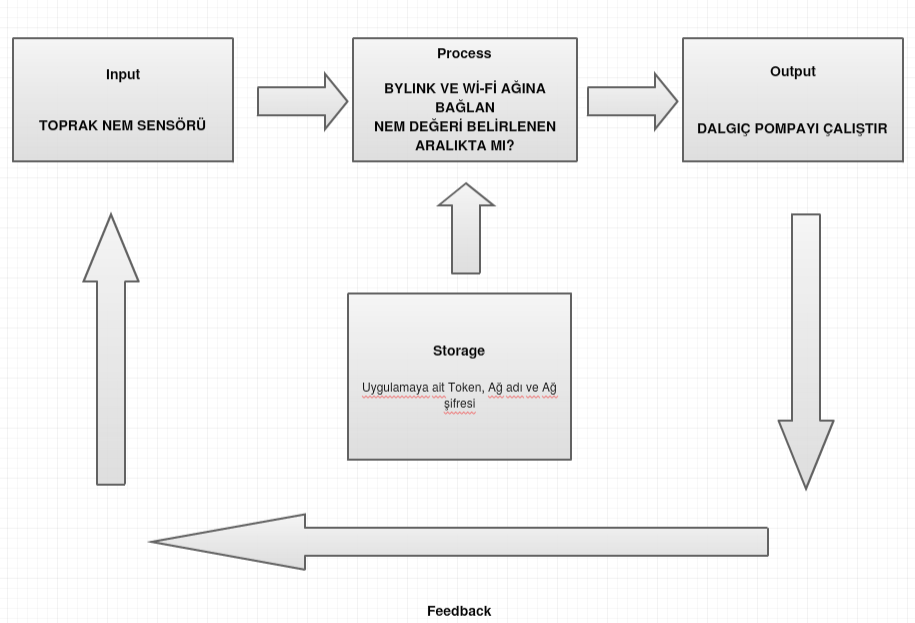 Input
TOPRAK NEM SENSÖRÜ
Process
BYLINK VE Wİ-Fİ AĞINA
BAĞLAN
NEM DEĞERİ BELİRLENEN
ARALIKTA MI?
Output
DALGIÇ POMPAYI ÇALIŞTIR
Storage
Uygulamaya ait Token, Ağ adı ve Ağ
şifresi
Feedback